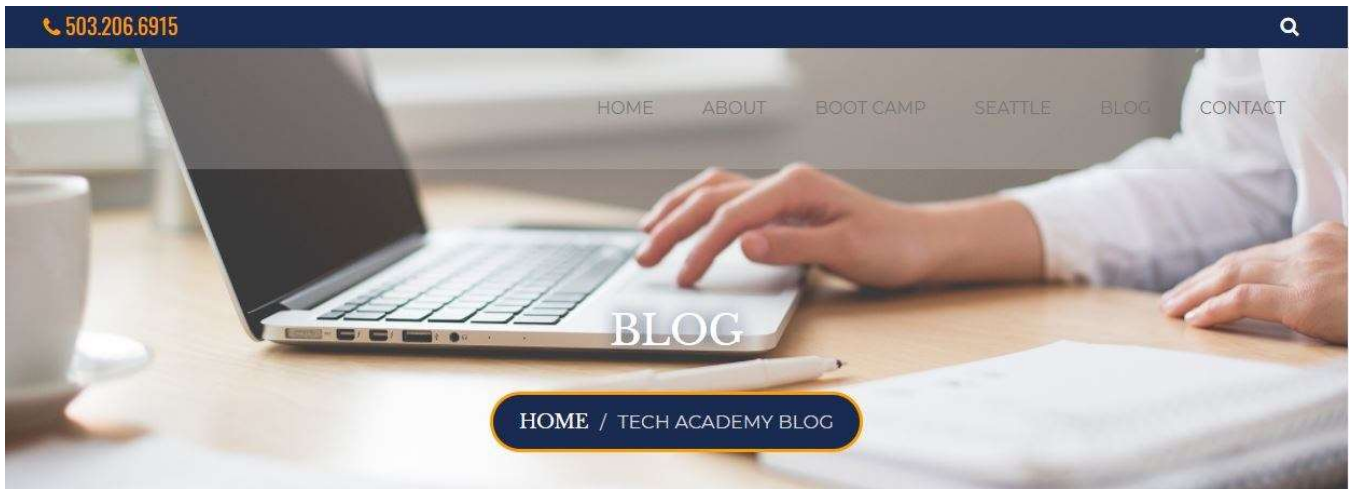 503.206.6915
HOME ABOUT BOOT CAMP SEATTLE BLOG CONTACT
BLOG
HOME / TECH ACADEMY BLOG